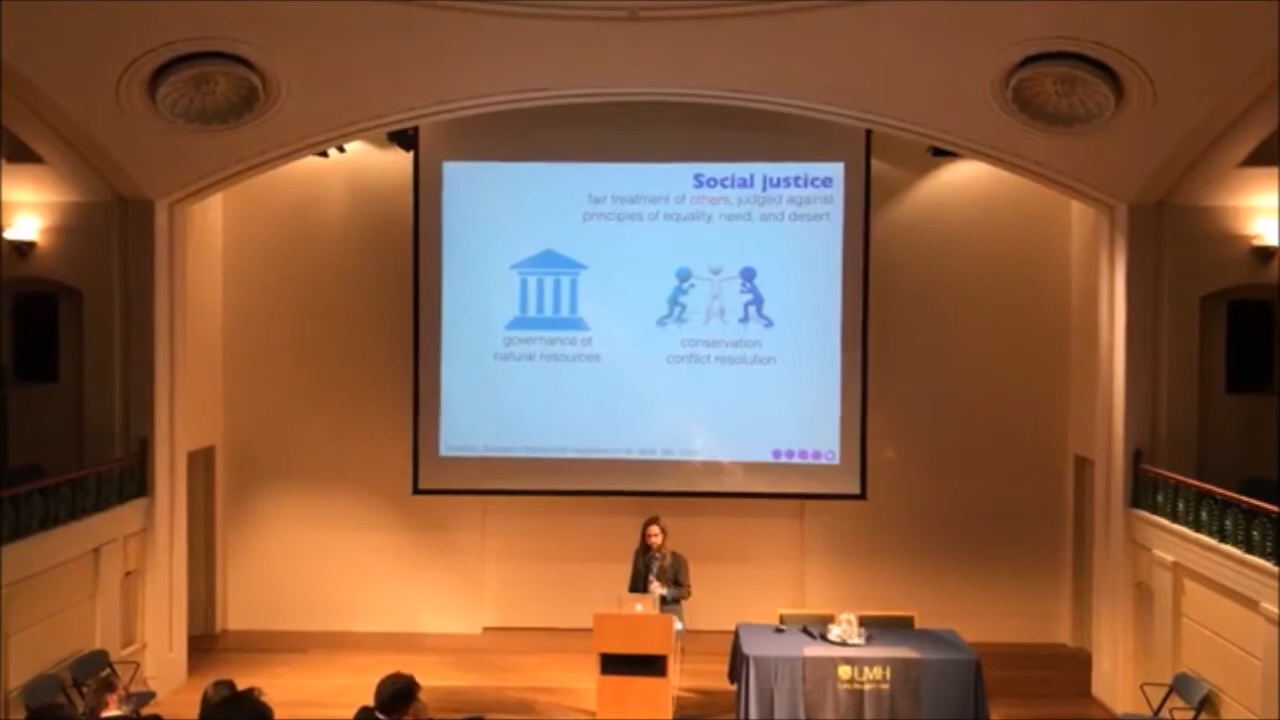 Social justice
fair treatment of others, judged against
principles of equality, need, and desert
governance of
natural resources
conservation
conflict resolution
LMH